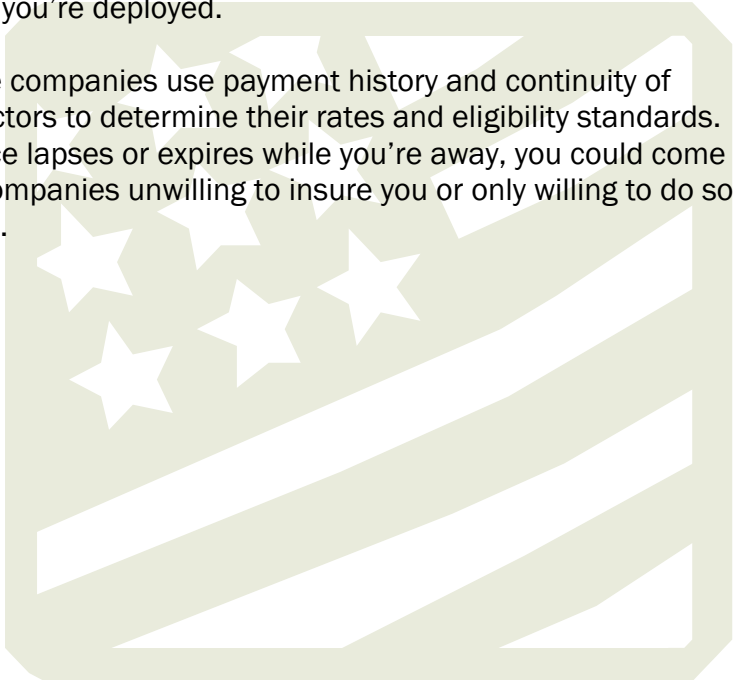 you’re deployed.
companies use payment history and continuity of
ctors to determine their rates and eligibility standards.
ce lapses or expires while you’re away, you could come
ompanies unwilling to insure you or only willing to do so
.